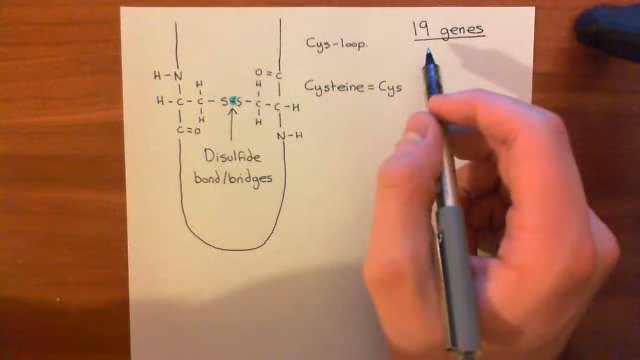 19 genes
Cys-loop.
Cysteine = Cys
H-N
H
H-C-C-S-S-C-C-H
H
C=O
O=C
H
H
N-H
Disulfide
bond/bridges